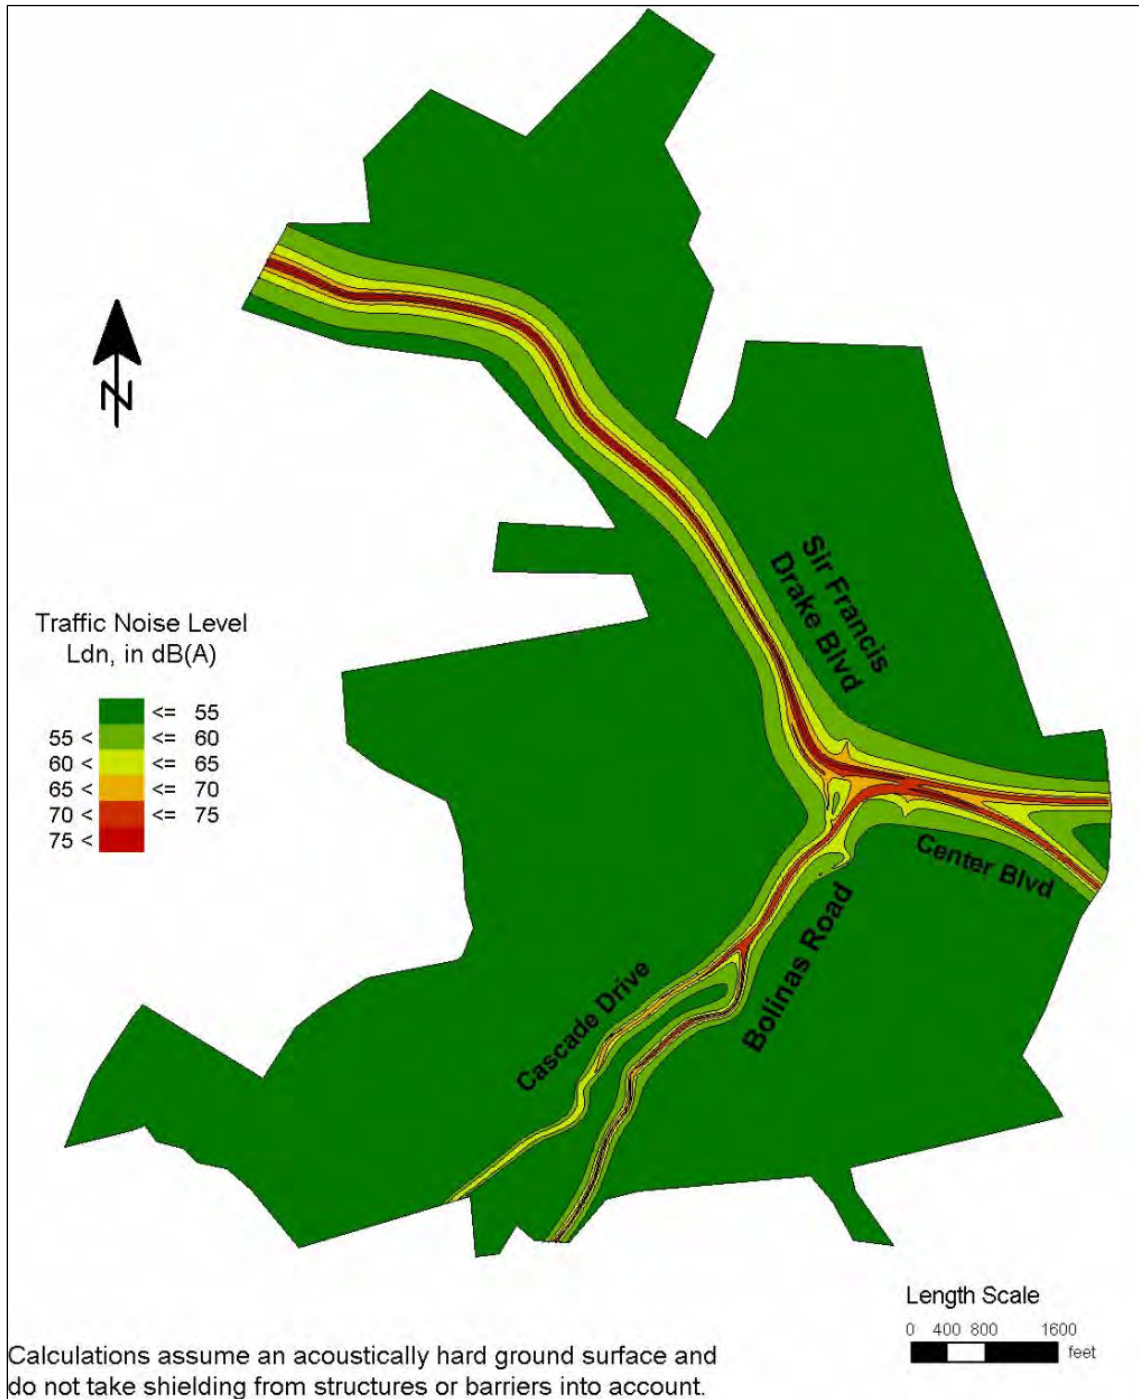 N
Sir Francis
Drake Blvd
Traffic Noise Level
Ldn, in dB(A)
<= 55
55 < <= 60
60 < <= 65
65 < <= 70
70 < <= 75
75 <
Center Blvd
Bolinas Road
Cascade Drive
Length Scale
0 400 800 1600
feet
Calculations assume an acoustically hard ground surface and
do not take shielding from structures or barriers into account.